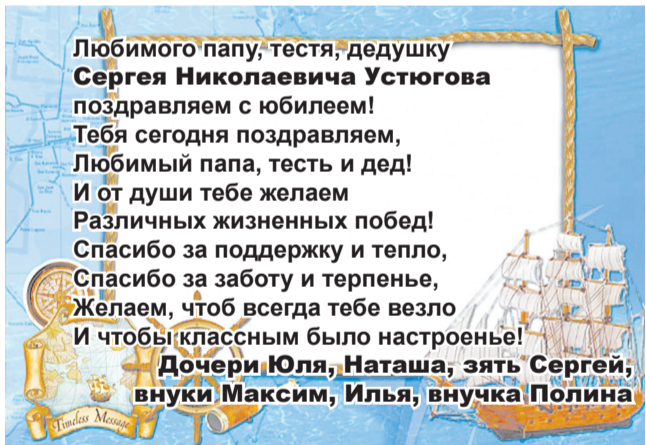 Любимого папу, тестя, дедушку
Сергея Николаевича Устюгова
поздравляем с юбилеем!
Тебя сегодня поздравляем,
Любимый папа, тесть и дед!
И от души тебе желаем
Различных жизненных побед!
Спасибо за поддержку и тепло,
Спасибо за заботу и терпенье,
Желаем, чтоб всегда тебе везло
И чтобы классным было настроенье!
Дочери Юля, Наташа, зять Сергей,
внуки Максим, Илья, внучка Полина
Timeless Message